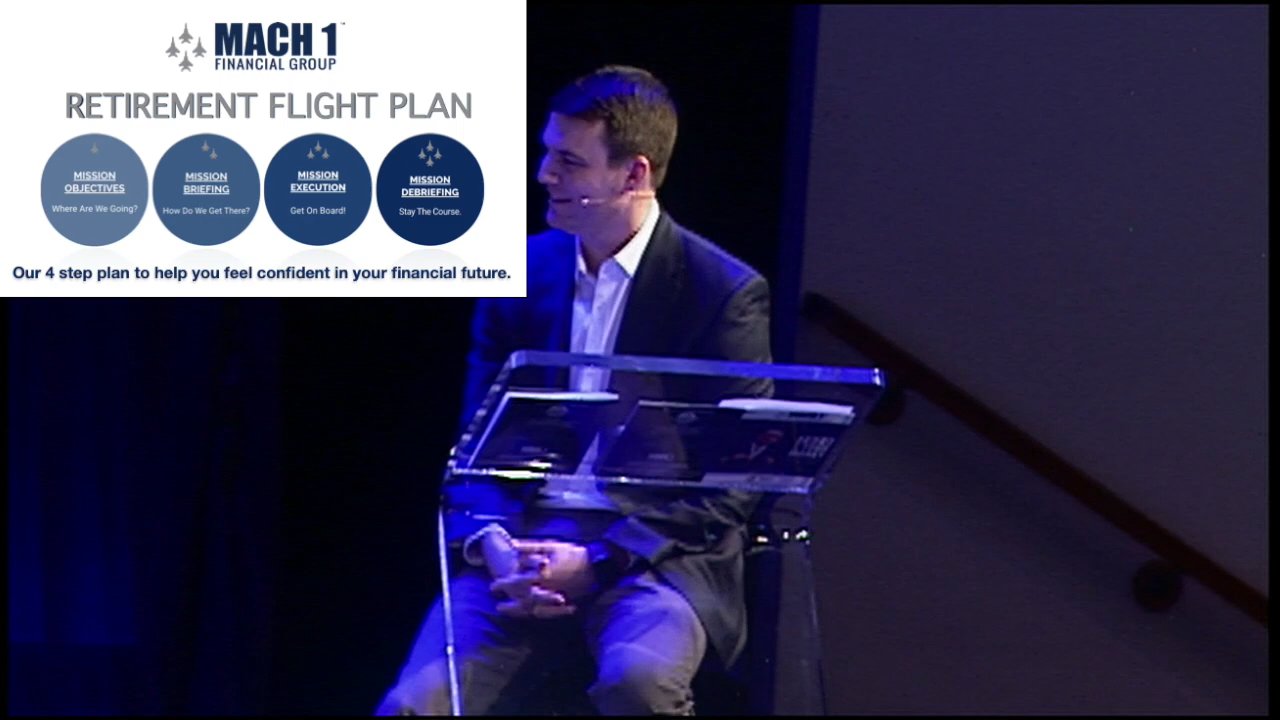 MACH 1™
FINANCIAL GROUP
RETIREMENT FLIGHT PLAN
MISSION
OBJECTIVES
Where Are We Going?
MISSION
BRIEFING
How Do We Get There?
MISSION
EXECUTION
Get On Board!
MISSION
DEBRIEFING
Stay The Course.
Our 4 step plan to help you feel confident in your financial future.